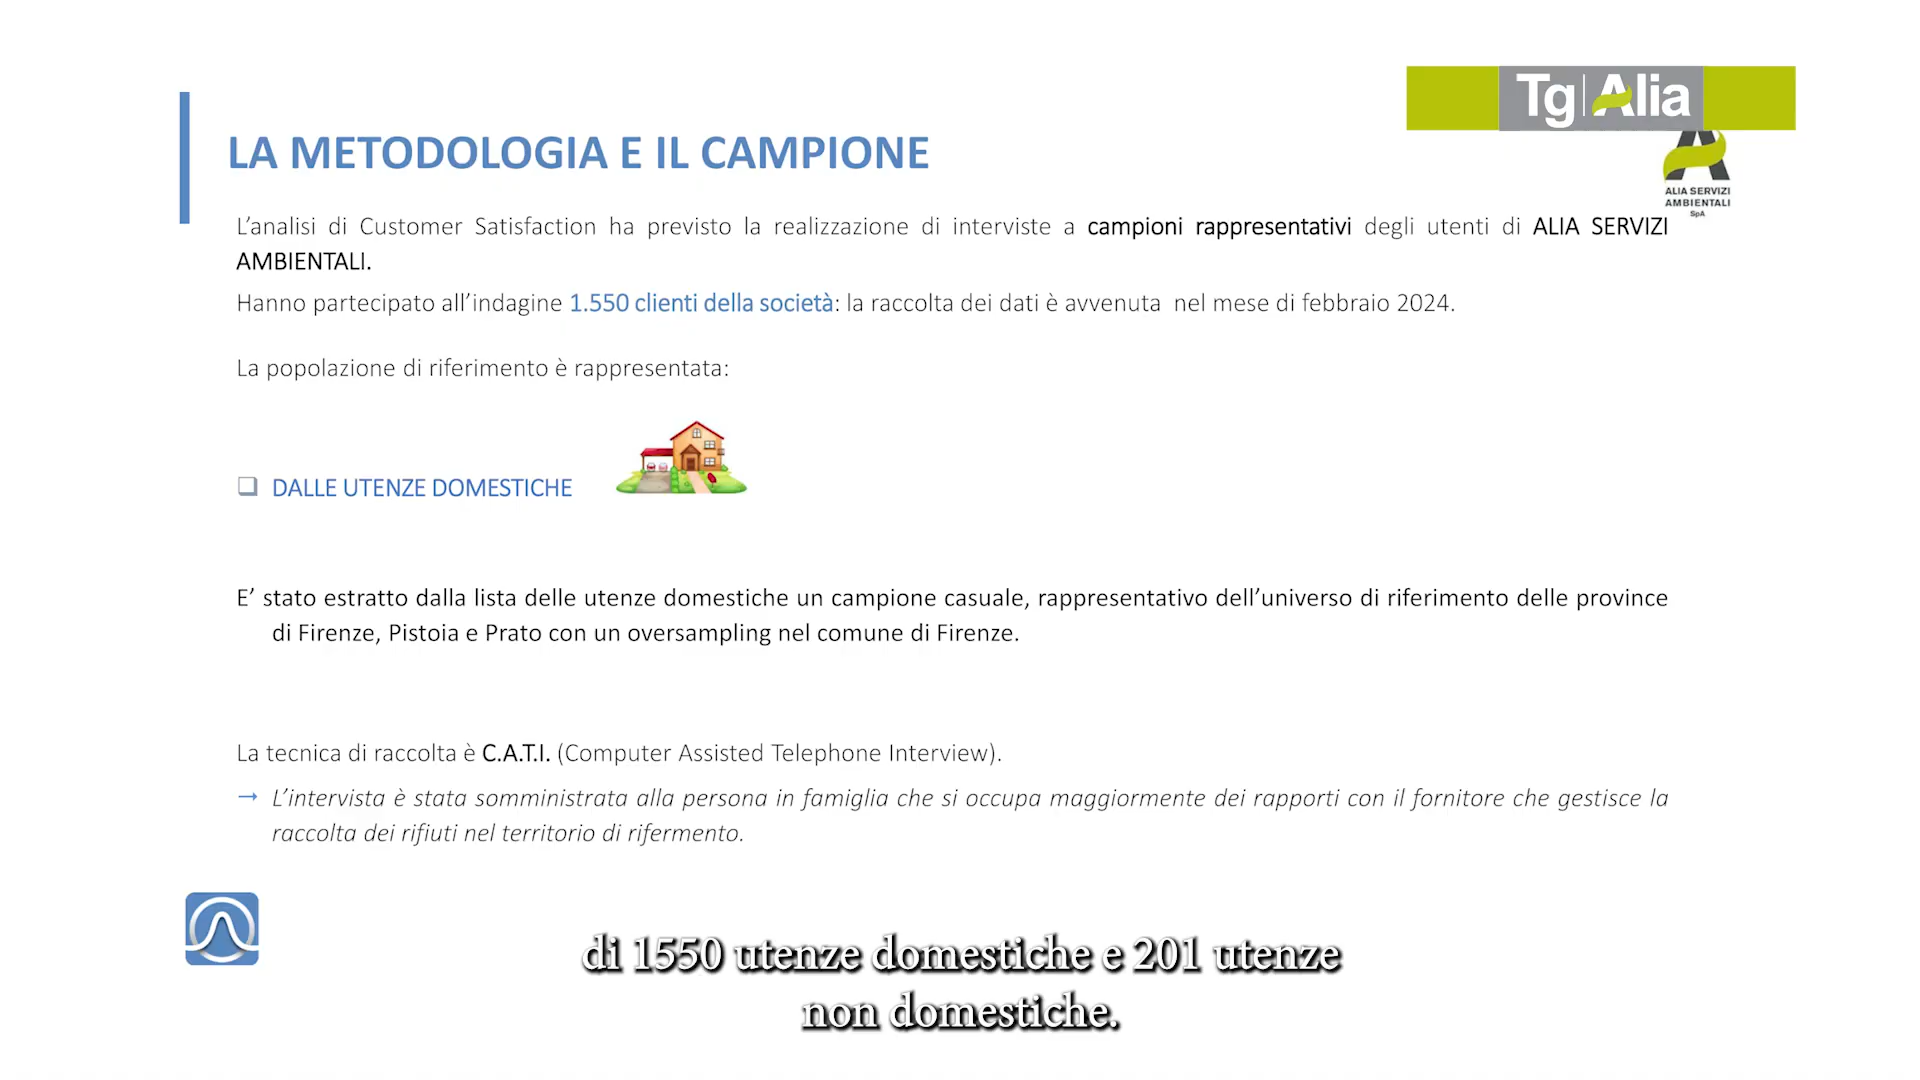 Tg Alia
LA METODOLOGIA E IL CAMPIONE
ALIA SERVIZI
AMBIENTALI
SpA
L’analisi di Customer Satisfaction ha previsto la realizzazione di interviste a campioni rappresentativi degli utenti di ALIA SERVIZI
AMBIENTALI.
Hanno partecipato all’indagine 1.550 clienti della società: la raccolta dei dati è avvenuta nel mese di febbraio 2024.
La popolazione di riferimento è rappresentata:
DALLE UTENZE DOMESTICHE
E’ stato estratto dalla lista delle utenze domestiche un campione casuale, rappresentativo dell’universo di riferimento delle province
di Firenze, Pistoia e Prato con un oversampling nel comune di Firenze.
La tecnica di raccolta è C.A.T.I. (Computer Assisted Telephone Interview).
→ L’intervista è stata somministrata alla persona in famiglia che si occupa maggiormente dei rapporti con il fornitore che gestisce la
raccolta dei rifiuti nel territorio di rifermento.
di 1550 utenze domestiche e 201 utenze
non domestiche.